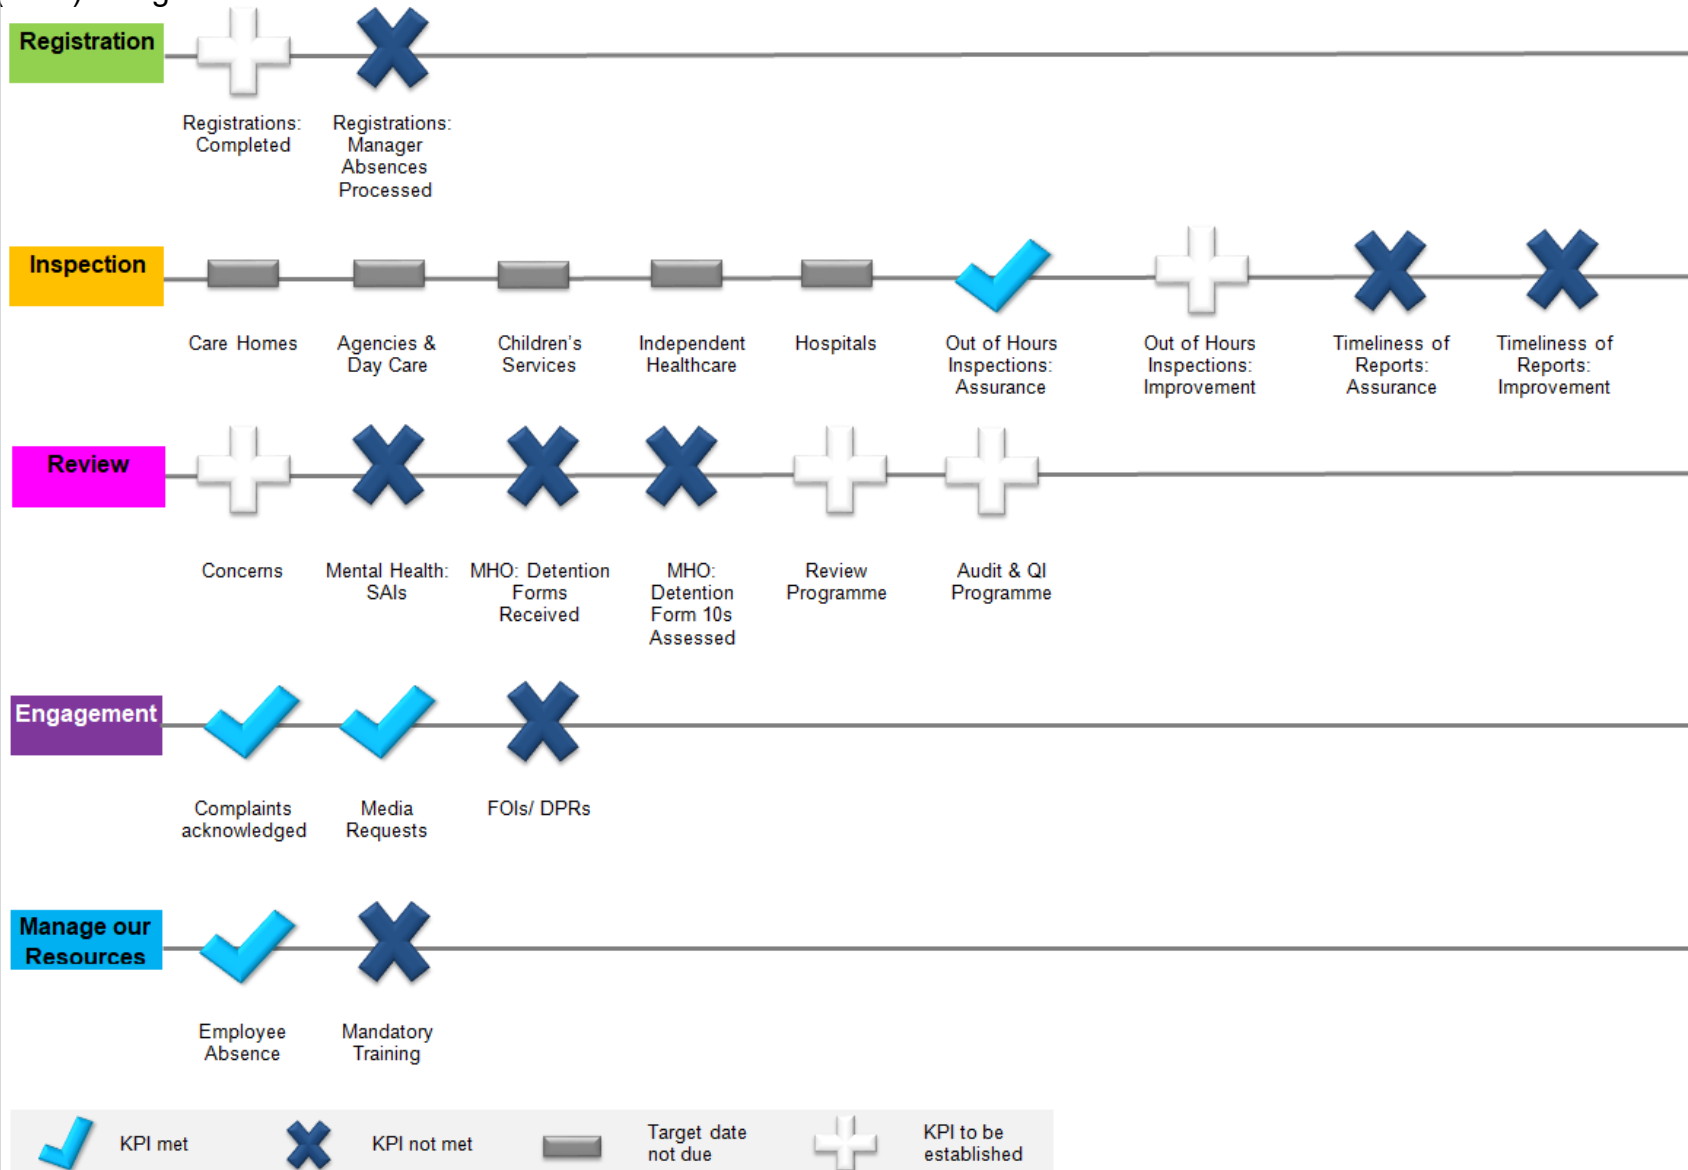 Registration
Registrations:
Completed
Registrations:
Manager
Absences
Processed
Inspection
Care Homes
Agencies &
Day Care
Children's
Services
Independent
Healthcare
Hospitals
Out of Hours
Inspections:
Assurance
Out of Hours
Inspections:
Improvement
Timeliness of
Reports:
Assurance
Timeliness of
Reports:
Improvement
Review
Concerns
Mental Health:
SAIs
MHO: Detention
Forms
Received
MHO:
Detention
Form 10s
Assessed
Review
Programme
Audit & QI
Programme
Engagement
Complaints
acknowledged
Media
Requests
FOIs/ DPRs
Manage our
Resources
Employee
Absence
Mandatory
Training
KPI met
KPI not met
Target date
not due
KPI to be
established